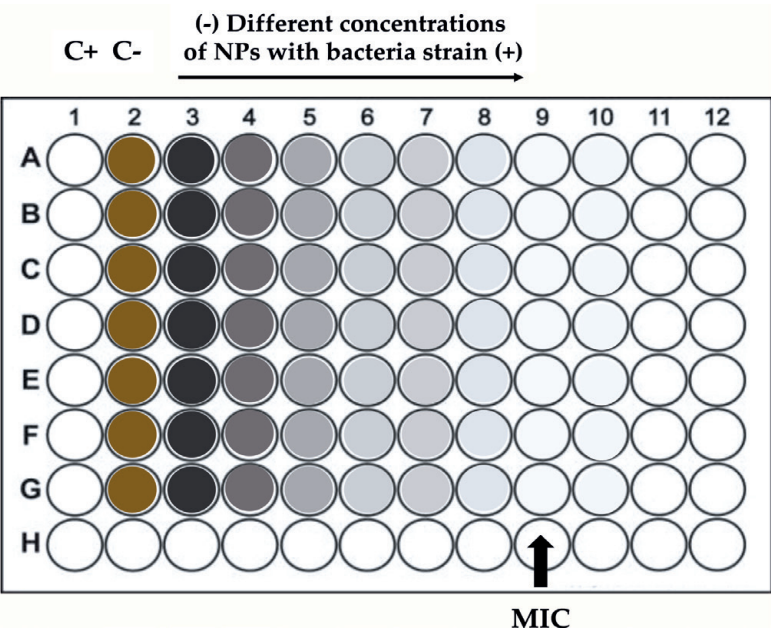 (-) Different concentrations
C+ C- of NPs with bacteria strain (+)
1 2 3 4 5 6 7 8 9 10 11 12
A
B
C
D
E
F
G
H
MIC